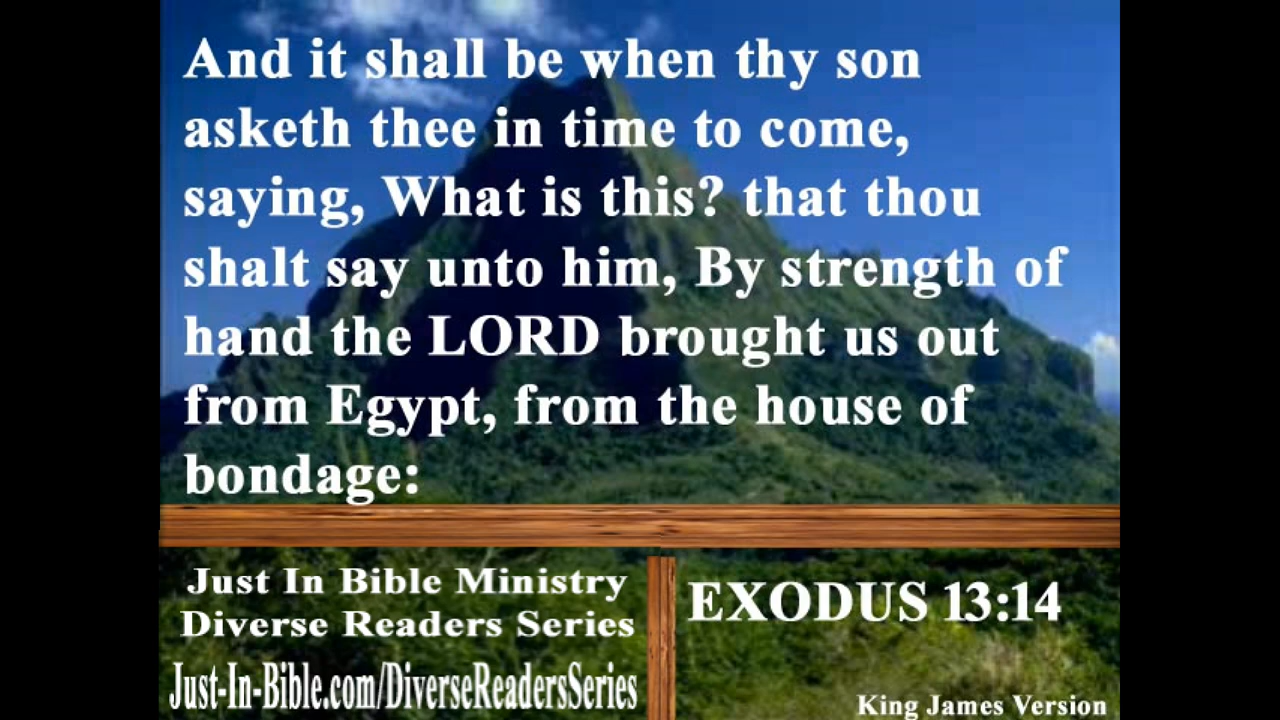 And it shall be when thy son
asketh thee in time to come,
saying, What is this? that thou
shalt say unto him, By strength of
hand the LORD brought us out
from Egypt, from the house of
bondage:
Just In Bible Ministry
Diverse Readers Series
Just-In-Bible.com/DiverseReadersSeries
EXODUS 13:14
King James Version